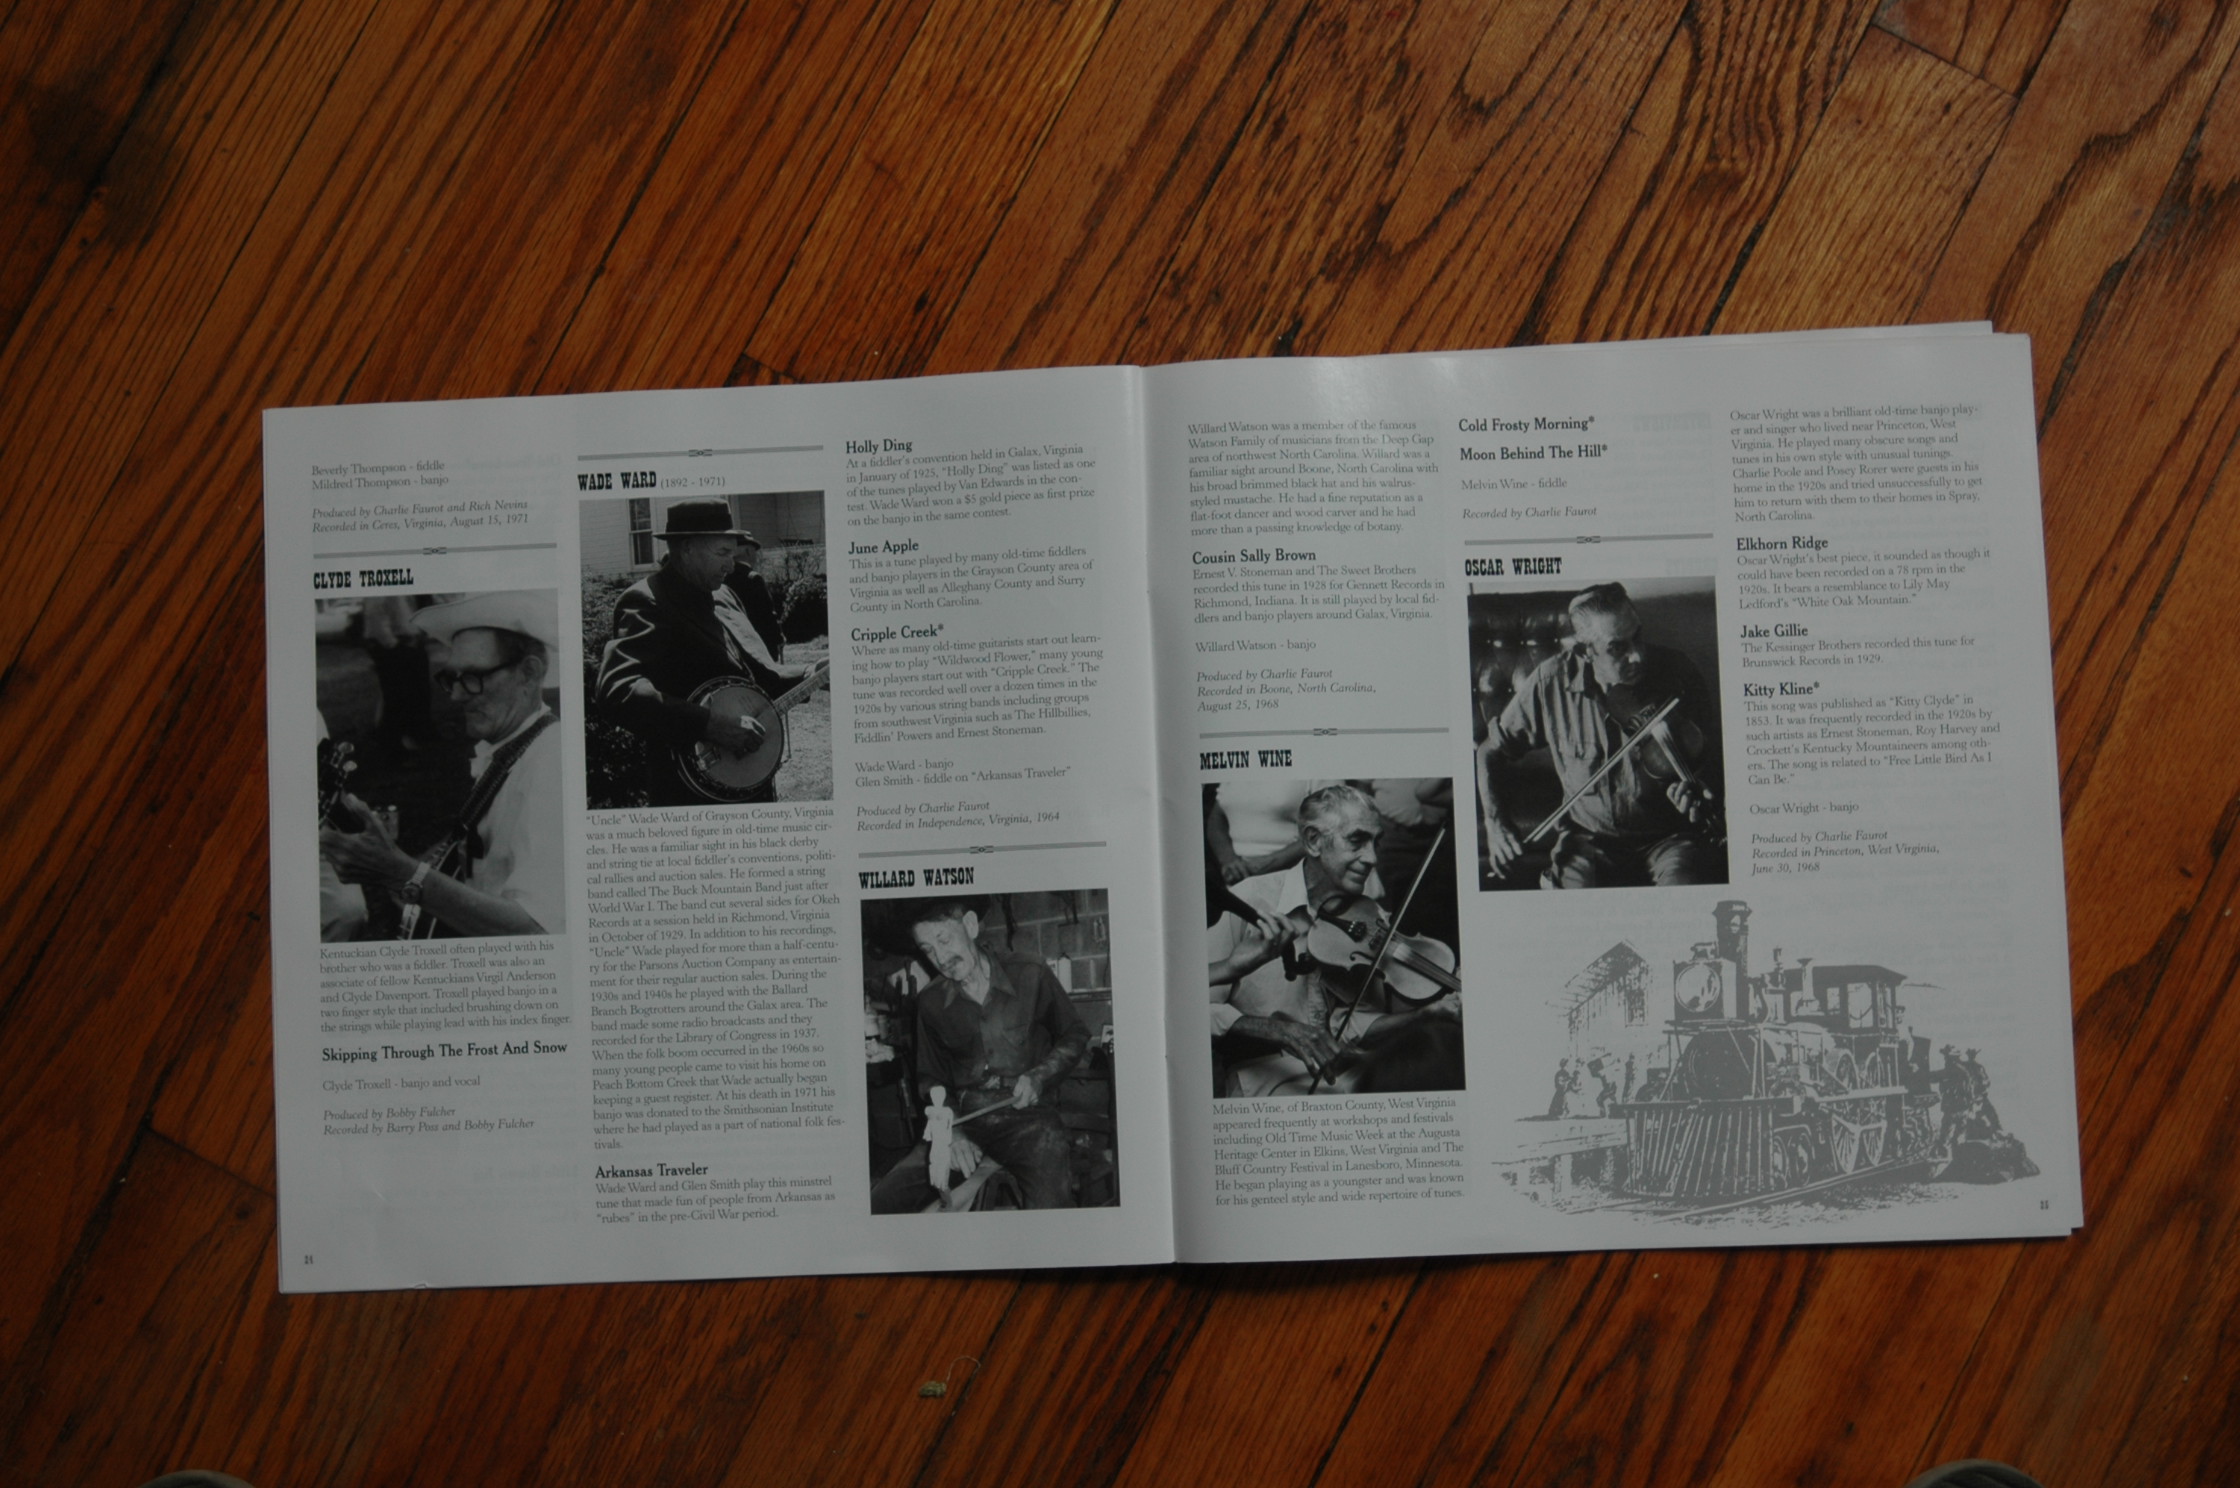 Beverly Thompson - fiddle
Mildred Thompson - banjo
Produced by Charlie Faurot and Rich Nevins
Recorded in Ceres, Virginia, August 15, 1971
CLYDE TROXELL
Kentuckian Clyde Troxell often played with his
brother who was a fiddler. Troxell was also an
associate of fellow Kentuckians Virgil Anderson
and Clyde Davenport. Troxell played banjo in a
two finger style that included brushing down on
the strings while playing lead with his index finger.
Skipping Through The Frost And Snow
Clyde Troxell - banjo and vocal
Produced by Bobby Fulcher
Recorded by Barry Poss and Bobby Fulcher
24
WADE WARD (1892 - 1971)
"Uncle" Wade Ward of Grayson County, Virginia
was a much beloved figure in old-time music cir-
cles. He was a familiar sight in his black derby
and string tie at local fiddler's conventions, politi-
cal rallies and auction sales. He formed a string
band called The Buck Mountain Band just after
World War I. The band cut several sides for Okeh
Records at a session held in Richmond, Virginia
in October of 1929. In addition to his recordings,
"Uncle" Wade played for more than a half-centu-
ry for the Parsons Auction Company as entertain-
ment for their regular auction sales. During the
1930s and 1940s he played with the Ballard
Branch Bogtrotters around the Galax area. The
band made some radio broadcasts and they
recorded for the Library of Congress in 1937.
When the folk boom occurred in the 1960s so
many young people came to visit his home on
Peach Bottom Creek that Wade actually began
keeping a guest register. At his death in 1971 his
banjo was donated to the Smithsonian Institute
where he had played as a part of national folk fes-
tivals.
Arkansas Traveler
Wade Ward and Glen Smith play this minstrel
tune that made fun of people from Arkansas as
"rubes" in the pre-Civil War period.
Holly Ding
At a fiddler's convention held in Galax, Virginia
in January of 1925, "Holly Ding" was listed as one
of the tunes played by Van Edwards in the con-
test. Wade Ward won a $5 gold piece as first prize
on the banjo in the same contest.
June Apple
This is a tune played by many old-time fiddlers
and banjo players in the Grayson County area of
Virginia as well as Alleghany County and Surry
County in North Carolina.
Cripple Creek*
Where as many old-time guitarists start out learn-
ing how to play "Wildwood Flower," many young
banjo players start out with "Cripple Creek." The
tune was recorded well over a dozen times in the
1920s by various string bands including groups
from southwest Virginia such as The Hillbillies,
Fiddlin' Powers and Ernest Stoneman.
Wade Ward - banjo
Glen Smith - fiddle on "Arkansas Traveler"
Produced by Charlie Faurot
Recorded in Independence, Virginia, 1964
WILLARD WATSON
Willard Watson was a member of the famous
Watson Family of musicians from the Deep Gap
area of northwest North Carolina. Willard was a
familiar sight around Boone, North Carolina with
his broad brimmed black hat and his walrus-
styled mustache. He had a fine reputation as a
flat-foot dancer and wood carver and he had
more than a passing knowledge of botany.
Cousin Sally Brown
Ernest V. Stoneman and The Sweet Brothers
recorded this tune in 1928 for Gennett Records in
Richmond, Indiana. It is still played by local fid-
dlers and banjo players around Galax, Virginia.
Willard Watson - banjo
Produced by Charlie Faurot
Recorded in Boone, North Carolina,
August 25, 1968
MELVIN WINE
Melvin Wine, of Braxton County, West Virginia
appeared frequently at workshops and festivals
including Old Time Music Week at the Augusta
Heritage Center in Elkins, West Virginia and The
Bluff Country Festival in Lanesboro, Minnesota.
He began playing as a youngster and was known
for his genteel style and wide repertoire of tunes.
Cold Frosty Morning*
Moon Behind The Hill*
Melvin Wine - fiddle
Recorded by Charlie Faurot
OSCAR WRIGHT
Oscar Wright was a brilliant old-time banjo play-
er and singer who lived near Princeton, West
Virginia. He played many obscure songs and
tunes in his own style with unusual tunings.
Charlie Poole and Posey Rorer were guests in his
home in the 1920s and tried unsuccessfully to get
him to return with them to their homes in Spray,
North Carolina.
Elkhorn Ridge
Oscar Wright's best piece, it sounded as though it
could have been recorded on a 78 rpm in the
1920s. It bears a resemblance to Lily May
Ledford's "White Oak Mountain."
Jake Gillie
The Kessinger Brothers recorded this tune for
Brunswick Records in 1929.
Kitty Kline*
This song was published as "Kitty Clyde" in
1853. It was frequently recorded in the 1920s by
such artists as Ernest Stoneman, Roy Harvey and
Crockett's Kentucky Mountaineers among oth-
ers. The song is related to "Free Little Bird As I
Can Be."
Oscar Wright - banjo
Produced by Charlie Faurot
Recorded in Princeton, West Virginia,
June 30, 1968